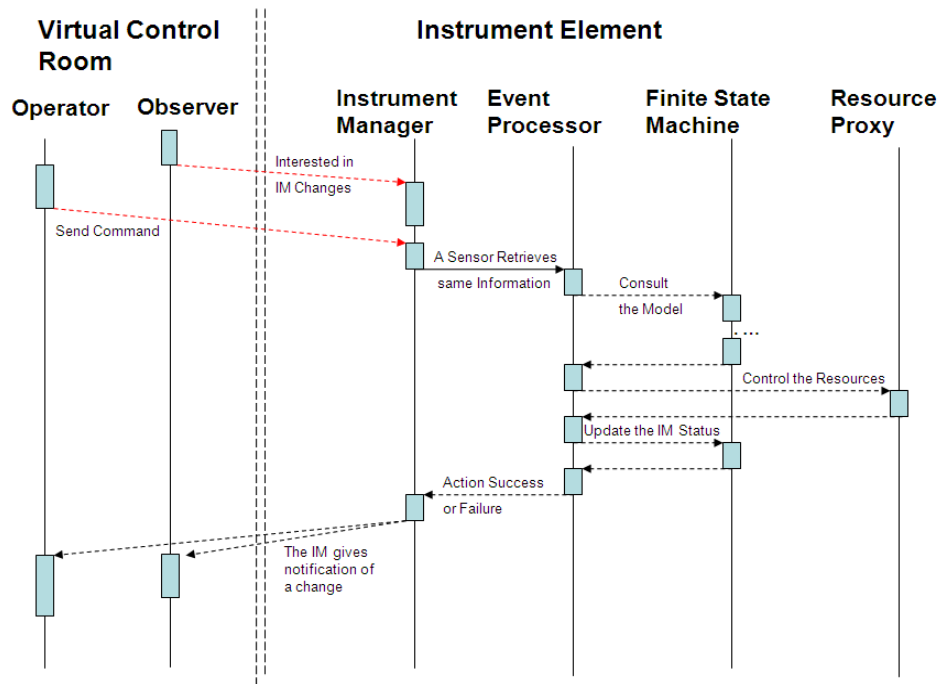 Virtual Control
Room
Instrument Element
Operator
Observer
Instrument
Manager
Event
Processor
Finite State
Machine
Resource
Proxy
Interested in
IM Changes
Send Command
A Sensor Retrieves
same Information
Consult
the Model
. ...
Control the Resources
Update the IM Status
Action Success
or Failure
The IM gives
notification of
a change